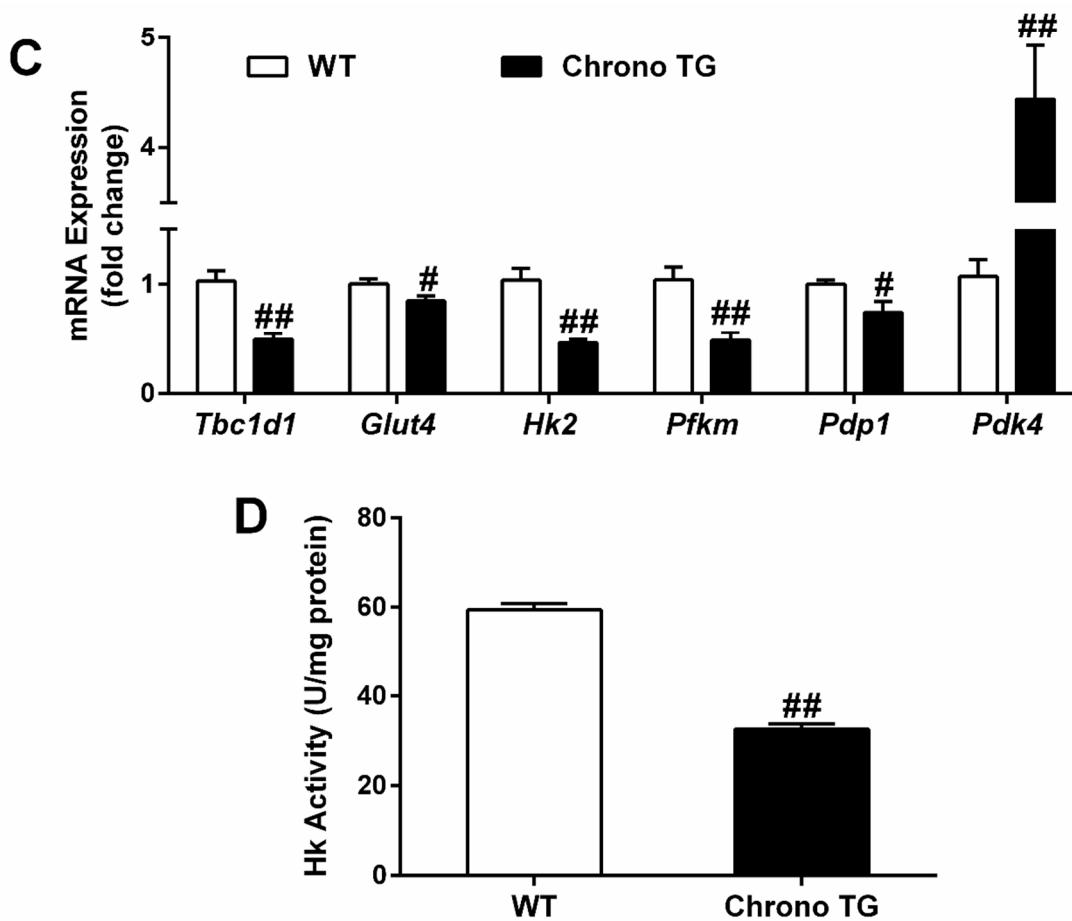 C
WT
Chrono TG
mRNA Expression
(fold change)
5
4
1
0
##
#
##
##
#
##
Tbc1d1
Glut4
Hk2
Pfkm
Pdp1
Pdk4
D
Hk Activity (U/mg protein)
80
60
40
20
0
##
WT
Chrono TG